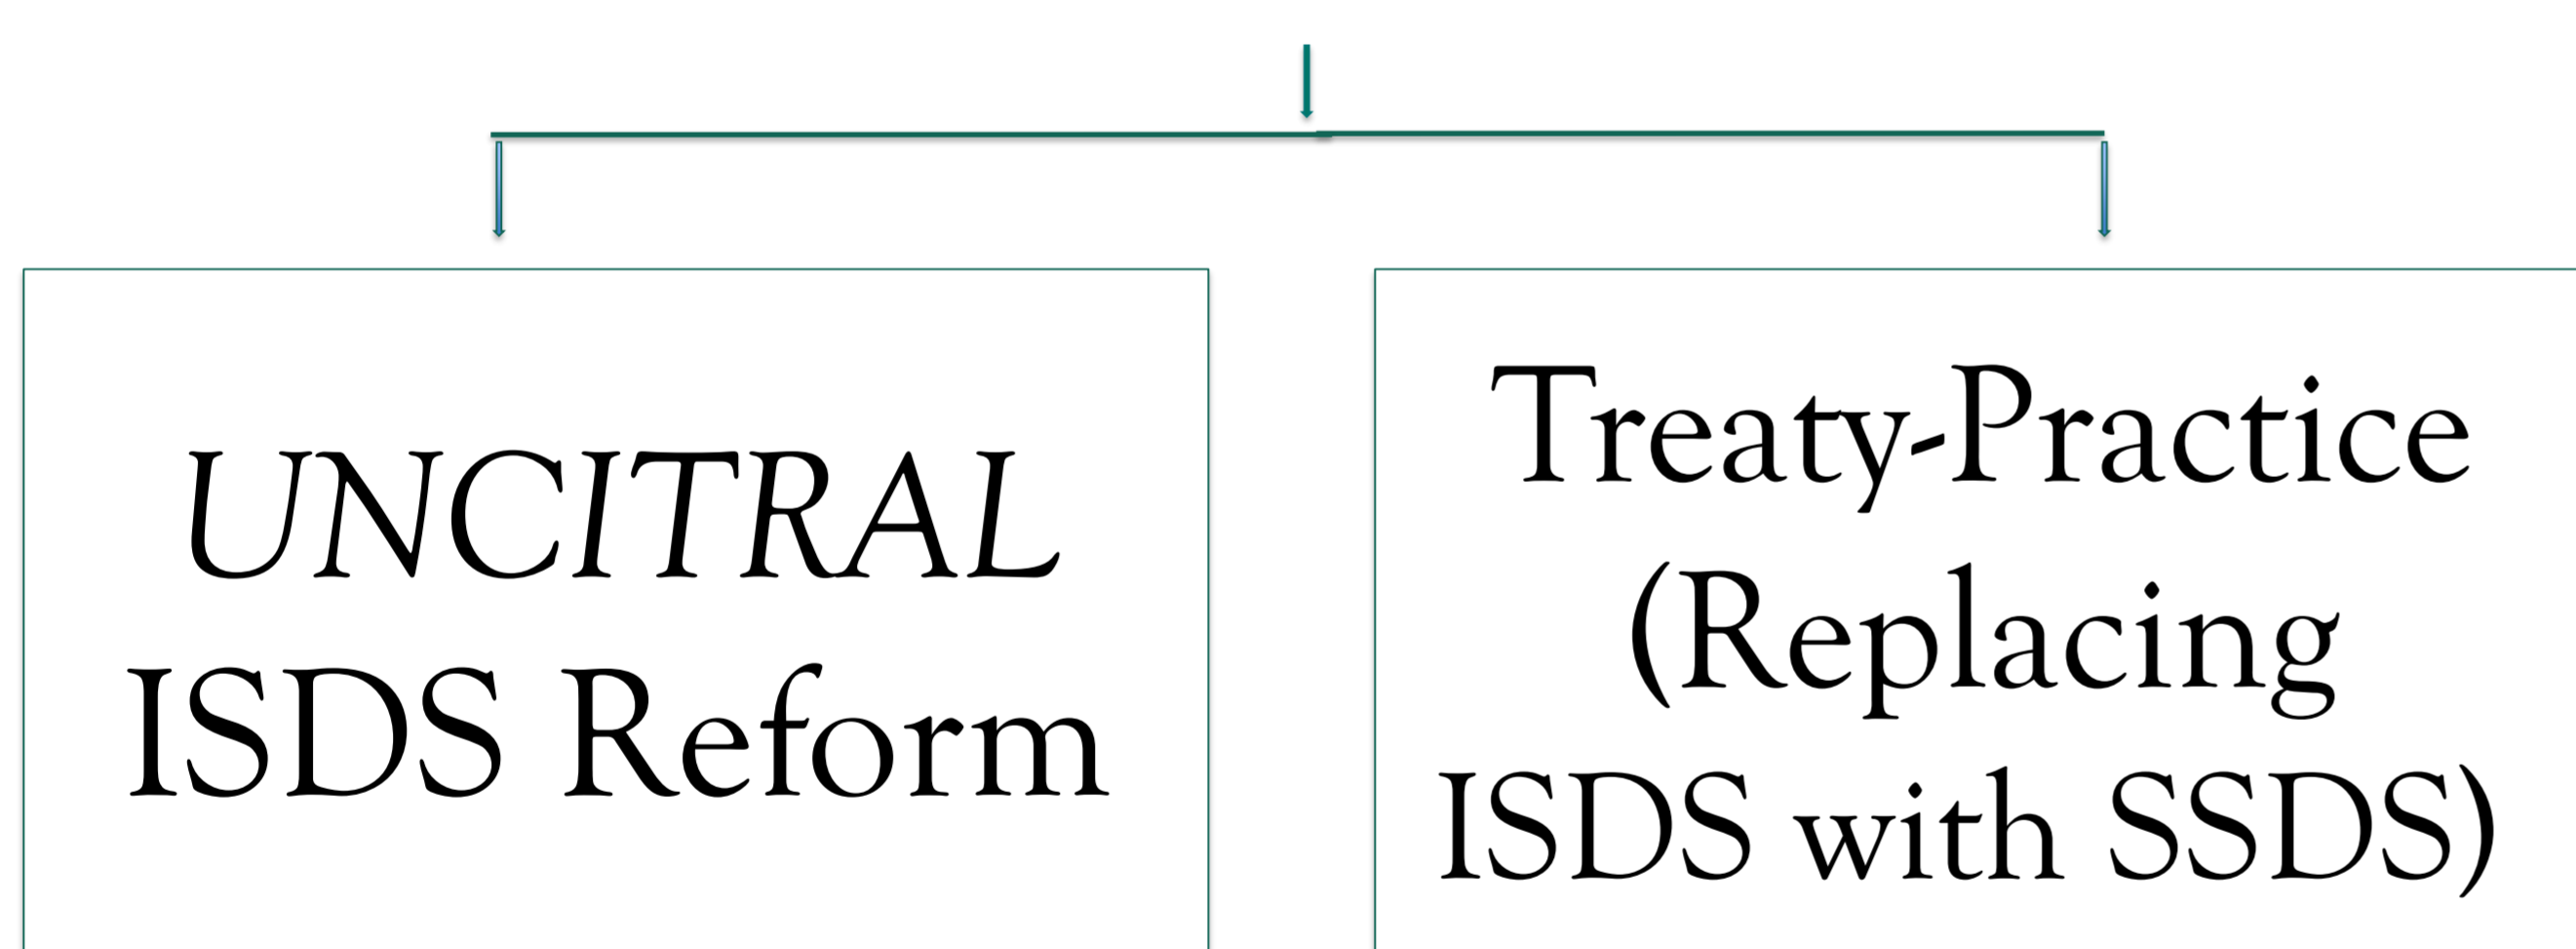 UNCITRAL
ISDS Reform
Treaty-Practice
(Replacing
ISDS with SSDS)